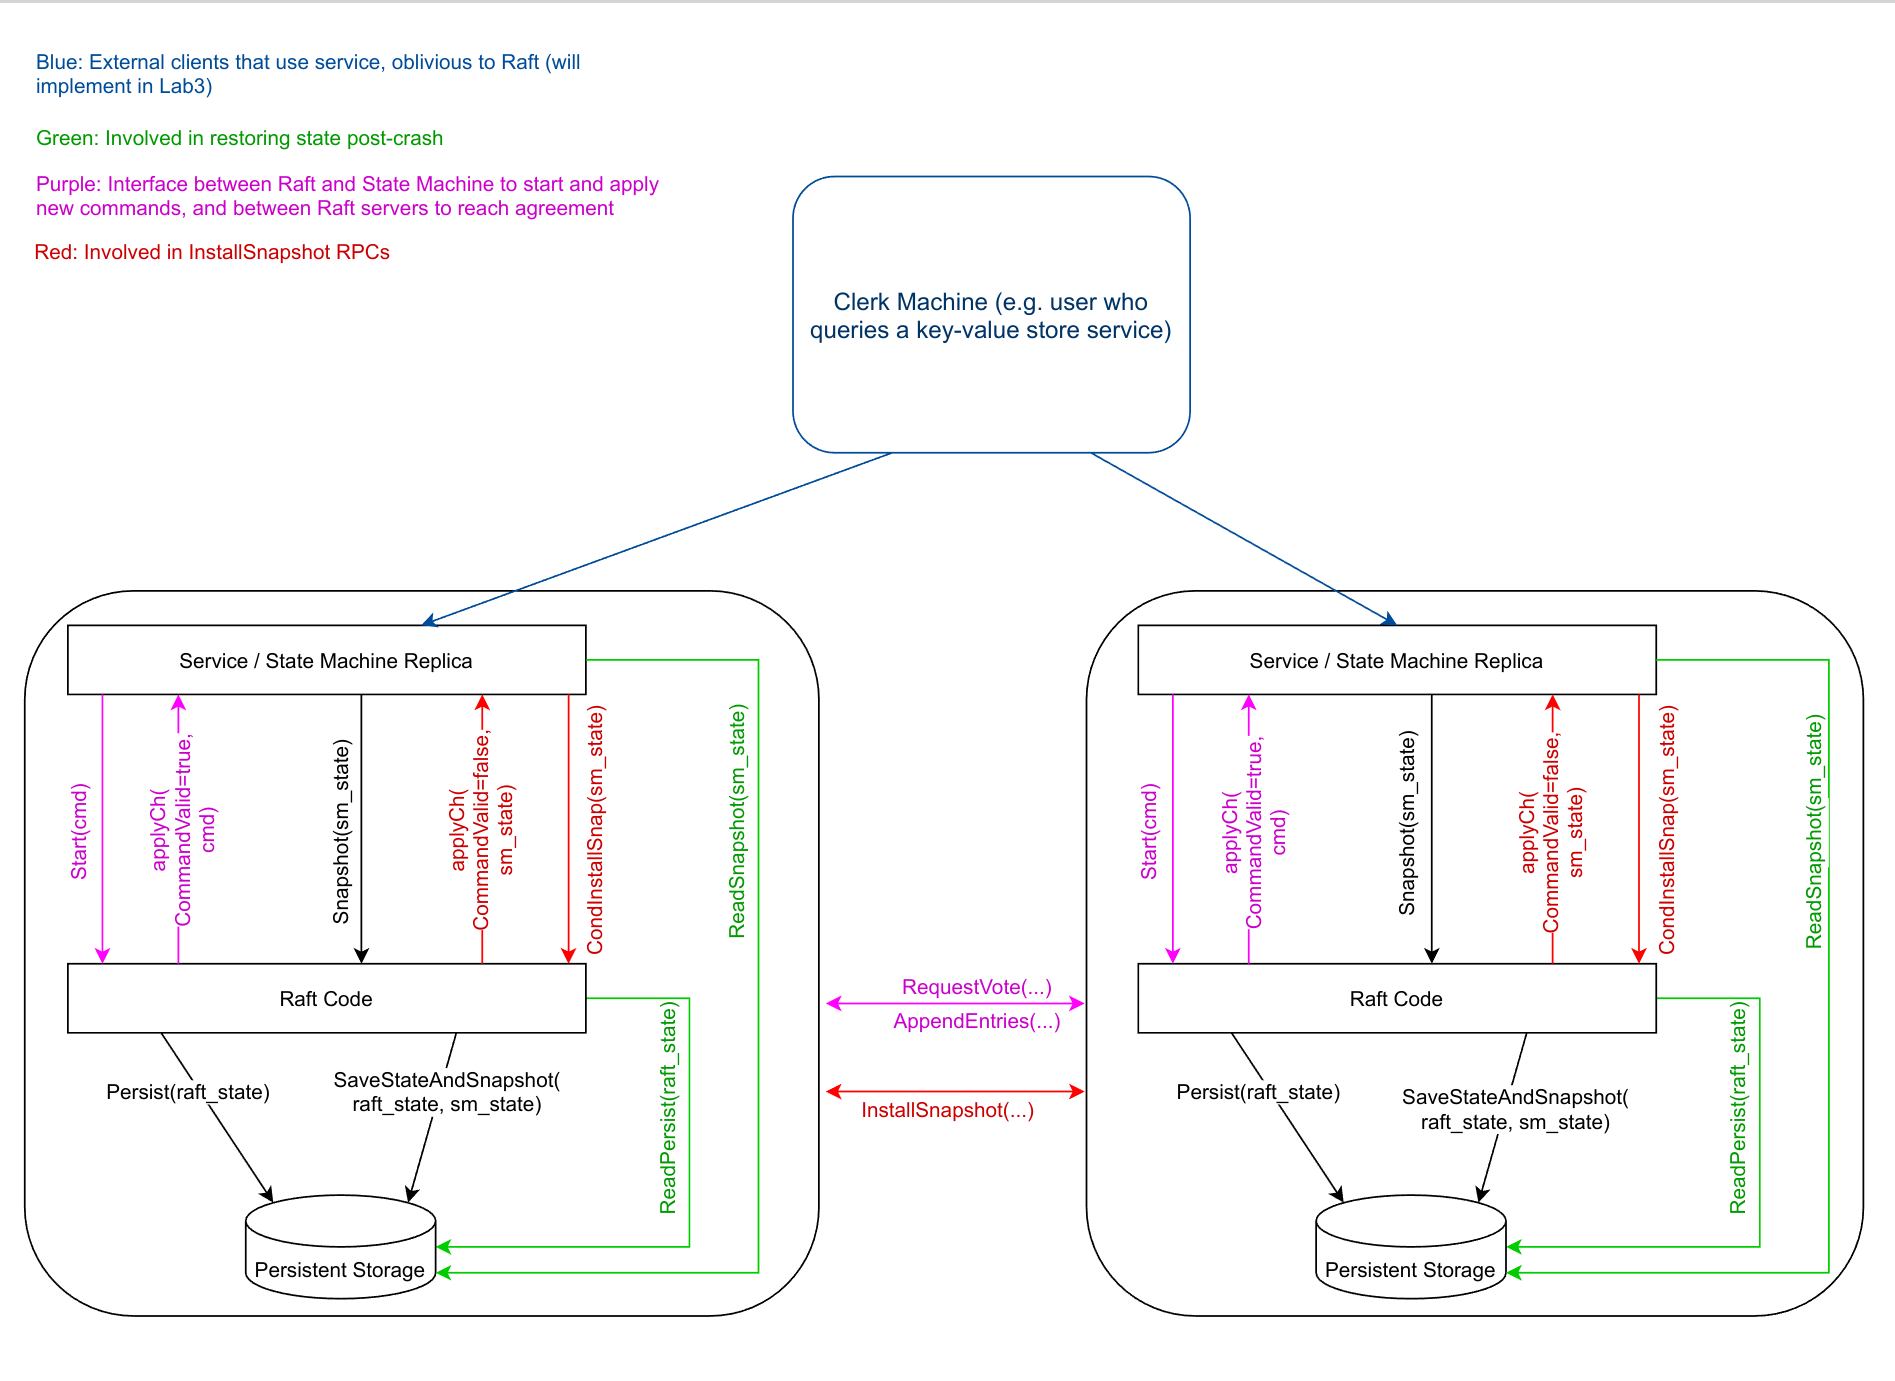 Blue: External clients that use service, oblivious to Raft (will
implement in Lab3)
Green: Involved in restoring state post-crash
Purple: Interface between Raft and State Machine to start and apply
new commands, and between Raft servers to reach agreement
Red: Involved in InstallSnapshot RPCs
Clerk Machine (e.g. user who
queries a key-value store service)
Service / State Machine Replica
Start(cmd)
applyCh(
CommandValid=true,
cmd)
Snapshot(sm_state)
applyCh(
CommandValid=false,
sm_state)
CondInstallSnap(sm_state)
ReadSnapshot(sm_state)
Raft Code
Persist(raft_state)
SaveStateAndSnapshot(
raft_state, sm_state)
ReadPersist(raft_state)
Persistent Storage
RequestVote(...)
AppendEntries(...)
InstallSnapshot(...)
Service / State Machine Replica
Start(cmd)
applyCh(
CommandValid=true,
cmd)
Snapshot(sm_state)
applyCh(
CommandValid=false,
sm_state)
CondInstallSnap(sm_state)
ReadSnapshot(sm_state)
Raft Code
Persist(raft_state)
SaveStateAndSnapshot(
raft_state, sm_state)
ReadPersist(raft_state)
Persistent Storage